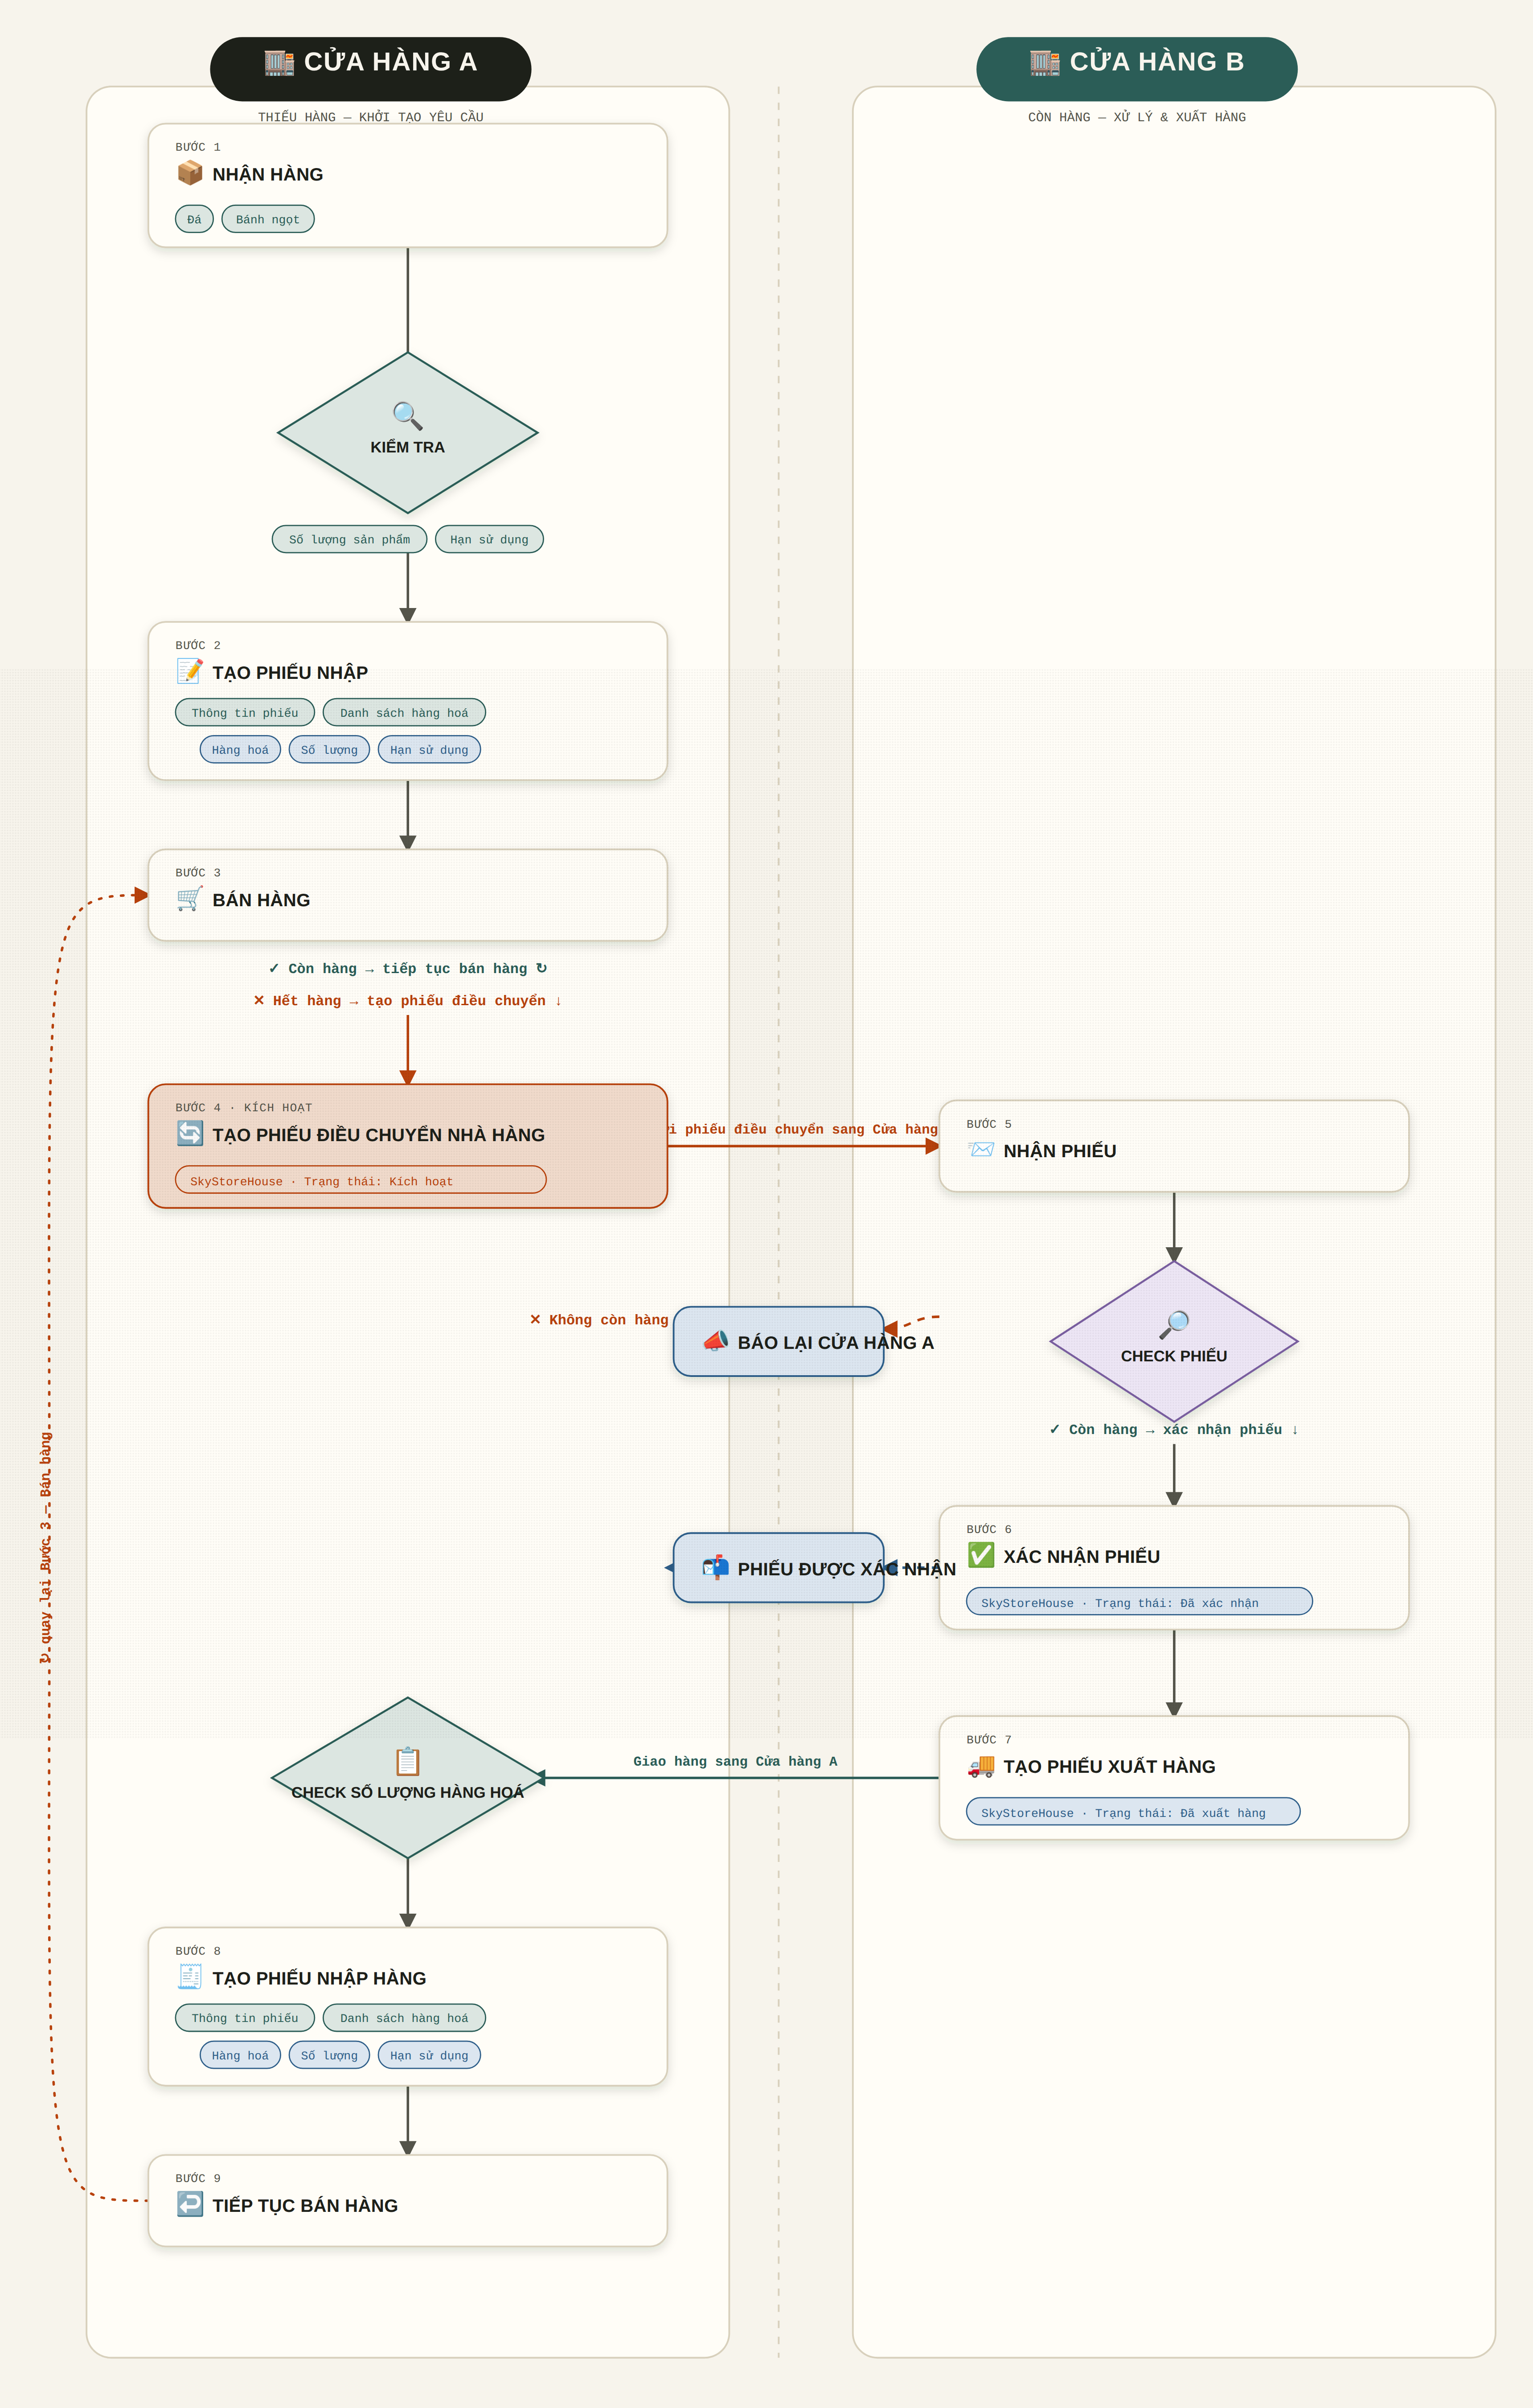 🏬 CỬA HÀNG A
THIẾU HÀNG — KHỞI TẠO YÊU CẦU
🏬 CỬA HÀNG B
CÒN HÀNG — XỬ LÝ & XUẤT HÀNG
BƯỚC 1
📦 NHẬN HÀNG
Đá
Bánh ngọt
🔍
KIỂM TRA
Số lượng sản phẩm
Hạn sử dụng
BƯỚC 2
📝 TẠO PHIẾU NHẬP
Thông tin phiếu
Danh sách hàng hoá
Hàng hoá
Số lượng
Hạn sử dụng
BƯỚC 3
🛒 BÁN HÀNG
✓ Còn hàng → tiếp tục bán hàng ↻
✕ Hết hàng → tạo phiếu điều chuyển ↓
BƯỚC 4 · KÍCH HOẠT
🔄 TẠO PHIẾU ĐIỀU CHUYỂN NHÀ HÀNG
SkyStoreHouse · Trạng thái: Kích hoạt
phiếu điều chuyển sang Cửa hàng
BƯỚC 5
📨 NHẬN PHIẾU
🔎
CHECK PHIẾU
✕ Không còn hàng
📣 BÁO LẠI CỬA HÀNG A
✓ Còn hàng → xác nhận phiếu ↓
BƯỚC 6
✅ XÁC NHẬN PHIẾU
SkyStoreHouse · Trạng thái: Đã xác nhận
📬 PHIẾU ĐƯỢC XÁC NHẬN
BƯỚC 7
🚚 TẠO PHIẾU XUẤT HÀNG
SkyStoreHouse · Trạng thái: Đã xuất hàng
Giao hàng sang Cửa hàng A
📋
CHECK SỐ LƯỢNG HÀNG HOÁ
BƯỚC 8
🧾 TẠO PHIẾU NHẬP HÀNG
Thông tin phiếu
Danh sách hàng hoá
Hàng hoá
Số lượng
Hạn sử dụng
BƯỚC 9
↩️ TIẾP TỤC BÁN HÀNG
↻ quay lại Bước 3 — Bán hàng